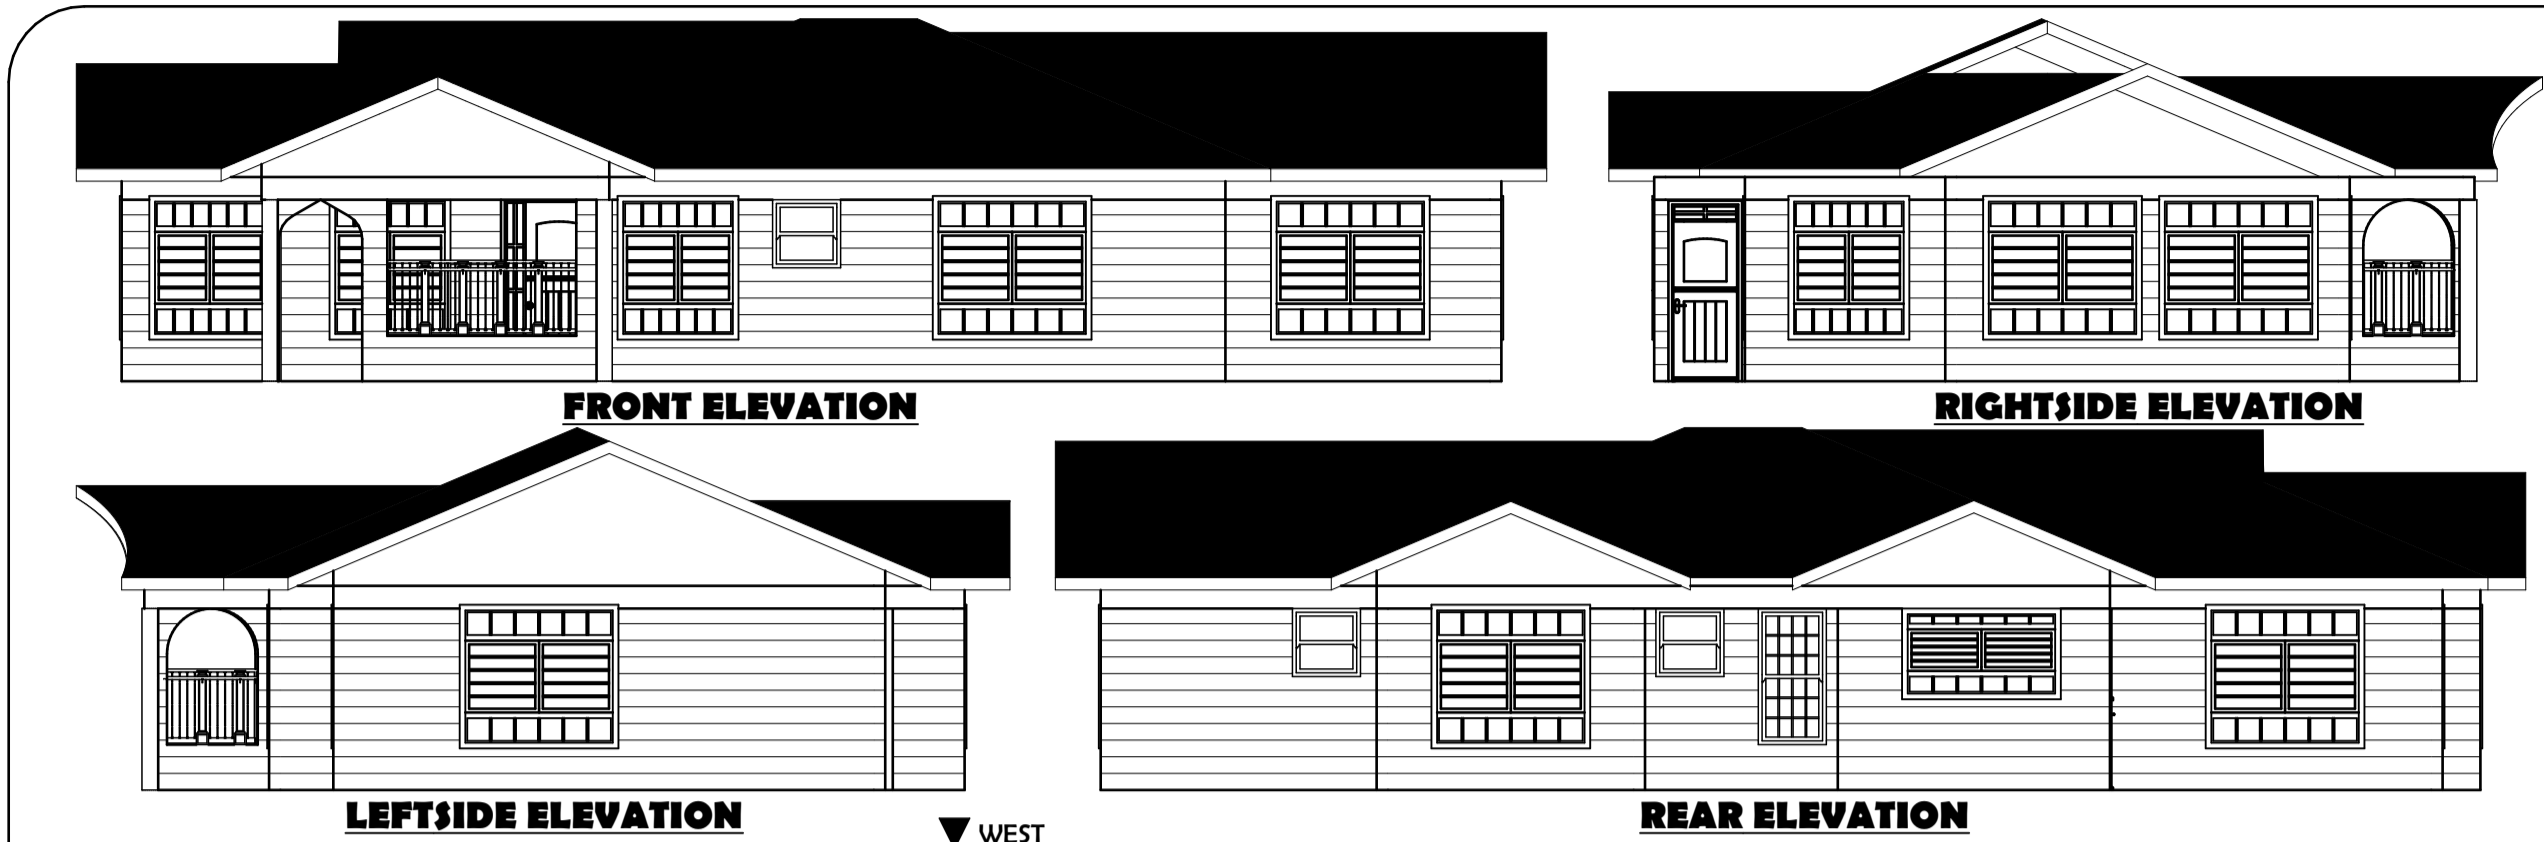 FRONT ELEVATION
RIGHTSIDE ELEVATION
LEFTSIDE ELEVATION
REAR ELEVATION
WEST